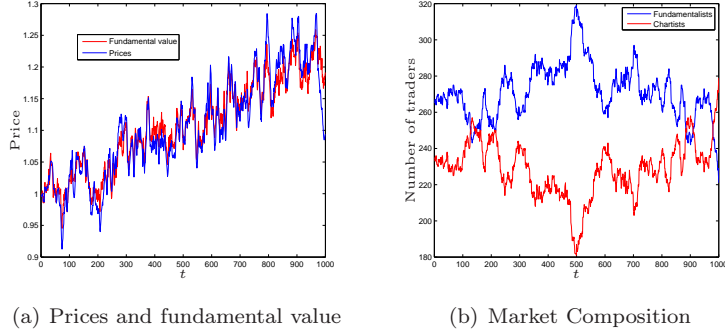 1.3
1.25
1.2
1.15
1.1
1.05
1
0.95
0.9
Price
Fundamental value
Prices
0 100 200 300 400 500 600 700 800 900 1000
t
(a) Prices and fundamental value
320
300
280
260
240
220
200
180
Number of traders
Fundamentalists
Chartists
0 100 200 300 400 500 600 700 800 900 1000
t
(b) Market Composition